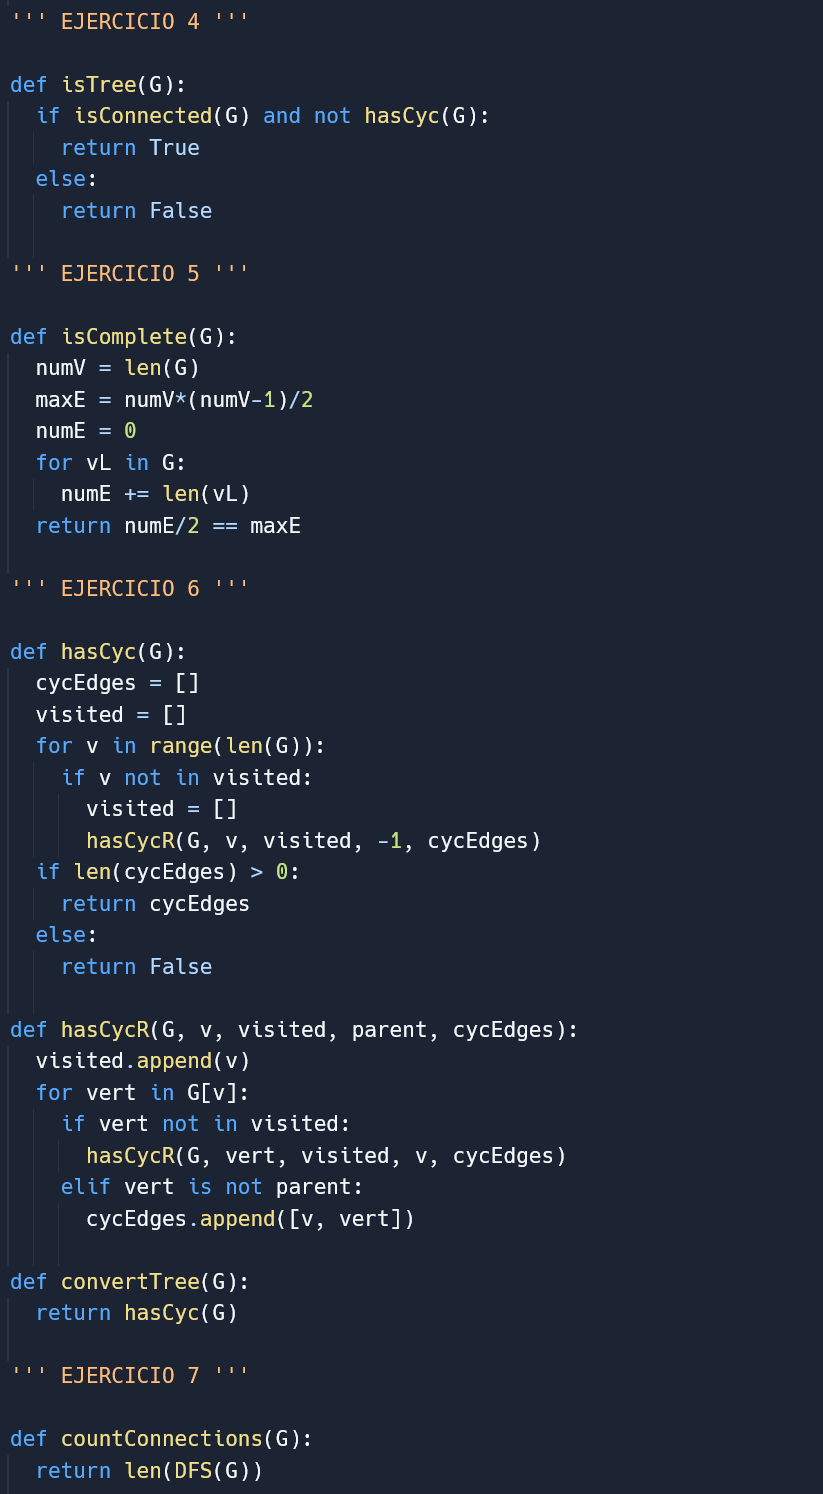 ''' EJERCICIO 4 '''
def isTree(G):
  if isConnected(G) and not hasCyc(G):
    return True
  else:
    return False
''' EJERCICIO 5 '''
def isComplete(G):
  numV = len(G)
  maxE = numV*(numV-1)/2
  numE = 0
  for vL in G:
    numE += len(vL)
  return numE/2 == maxE
''' EJERCICIO 6 '''
def hasCyc(G):
  cycEdges = []
  visited = []
  for v in range(len(G)):
    if v not in visited:
      visited = []
      hasCycR(G, v, visited, -1, cycEdges)
  if len(cycEdges) > 0:
    return cycEdges
  else:
    return False
def hasCycR(G, v, visited, parent, cycEdges):
  visited.append(v)
  for vert in G[v]:
    if vert not in visited:
      hasCycR(G, vert, visited, v, cycEdges)
    elif vert is not parent:
      cycEdges.append([v, vert])
def convertTree(G):
  return hasCyc(G)
''' EJERCICIO 7 '''
def countConnections(G):
  return len(DFS(G))